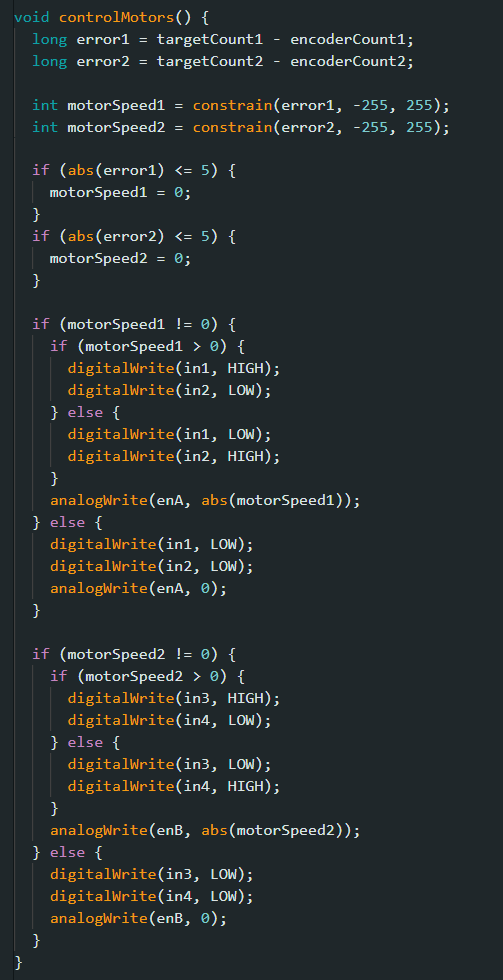 void controlMotors() {
  long error1 = targetCount1 - encoderCount1;
  long error2 = targetCount2 - encoderCount2;

  int motorSpeed1 = constrain(error1, -255, 255);
  int motorSpeed2 = constrain(error2, -255, 255);

  if (abs(error1) <= 5) {
    motorSpeed1 = 0;
  }
  if (abs(error2) <= 5) {
    motorSpeed2 = 0;
  }

  if (motorSpeed1 != 0) {
    if (motorSpeed1 > 0) {
      digitalWrite(in1, HIGH);
      digitalWrite(in2, LOW);
    } else {
      digitalWrite(in1, LOW);
      digitalWrite(in2, HIGH);
    }
    analogWrite(enA, abs(motorSpeed1));
  } else {
    digitalWrite(in1, LOW);
    digitalWrite(in2, LOW);
    analogWrite(enA, 0);
  }

  if (motorSpeed2 != 0) {
    if (motorSpeed2 > 0) {
      digitalWrite(in3, HIGH);
      digitalWrite(in4, LOW);
    } else {
      digitalWrite(in3, LOW);
      digitalWrite(in4, HIGH);
    }
    analogWrite(enB, abs(motorSpeed2));
  } else {
    digitalWrite(in3, LOW);
    digitalWrite(in4, LOW);
    analogWrite(enB, 0);
  }
}